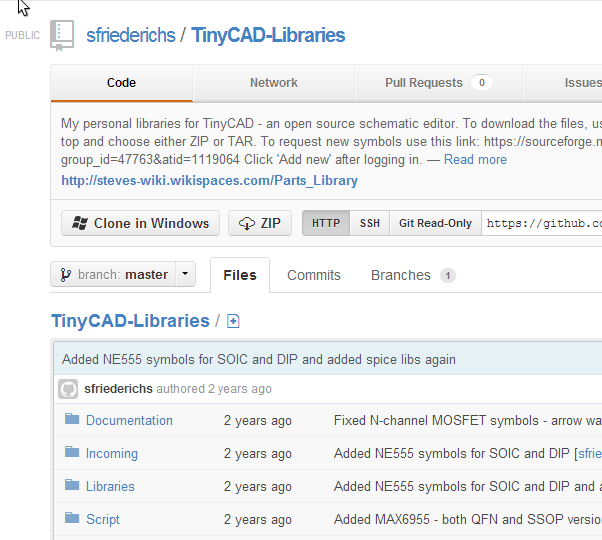 PUBLIC sfriederichs / TinyCAD-Libraries
Code Network Pull Requests 0 Issues
My personal libraries for TinyCAD - an open source schematic editor. To download the files, us
top and choose either ZIP or TAR. To request new symbols use this link: https://sourceforge.n
group_id=47763&atid=1119064 Click 'Add new' after logging in. — Read more
http://steves-wiki.wikispaces.com/Parts_Library
Clone in Windows ZIP HTTP SSH Git Read-Only https://github.co
branch: master Files Commits Branches 1
TinyCAD-Libraries /
Added NE555 symbols for SOIC and DIP and added spice libs again
sfriederichs authored 2 years ago
Documentation 2 years ago Fixed N-channel MOSFET symbols - arrow wa
Incoming 2 years ago Added NE555 symbols for SOIC and DIP [sfrie
Libraries 2 years ago Added NE555 symbols for SOIC and DIP and a
Script 2 years ago Added MAX6955 - both QFN and SSOP versio